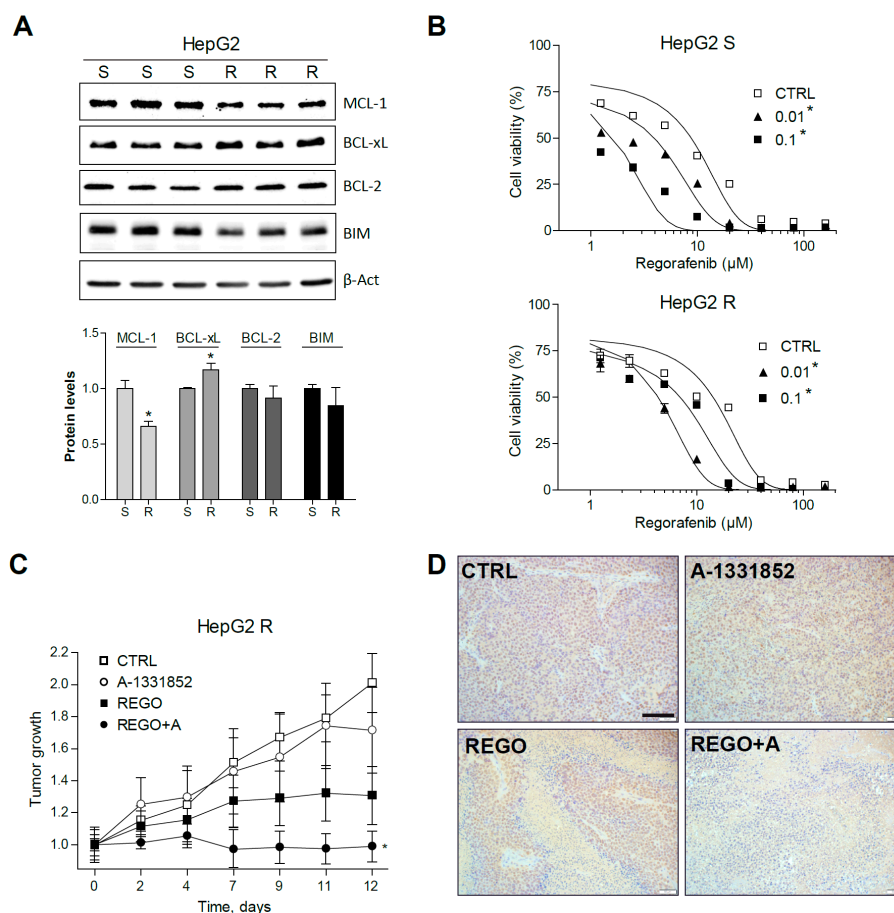 A
HepG2
S S S R R R
MCL-1
BCL-xL
BCL-2
BIM
β-Act
1.5
1.0
0.5
0.0
Protein levels
MCL-1 BCL-xL BCL-2 BIM
*
*
S R S R S R S R
B
HepG2 S
100
75
50
25
0
Cell viability (%)
CTRL
0.01*
0.1*
1 10 100
Regorafenib (µM)
HepG2 R
100
75
50
25
0
Cell viability (%)
CTRL
0.01*
0.1*
1 10 100
Regorafenib (µM)
C
HepG2 R
2.2
2.0
1.8
1.6
1.4
1.2
1.0
Tumor growth
CTRL
A-1331852
REGO
REGO+A
*
0 2 4 7 9 11 12
Time, days
D
CTRL
A-1331852
REGO
REGO+A